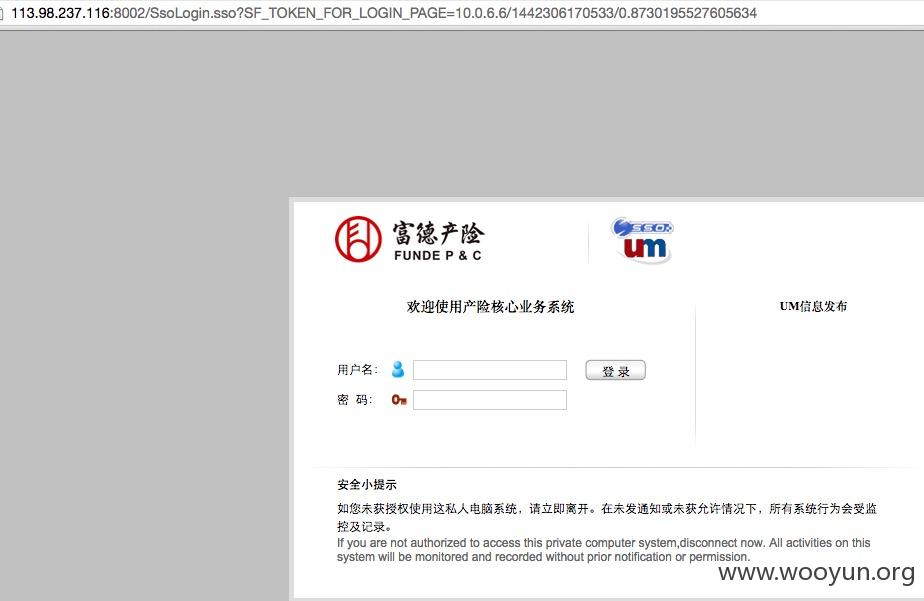 113.98.237.116:8002/SsoLogin.sso?SF_TOKEN_FOR_LOGIN_PAGE=10.0.6.6/1442306170533/0.8730195527605634
富德产险
FUNDE P & C
SSO
um
欢迎使用产险核心业务系统
UM信息发布
用户名：
登 录
密 码：
安全小提示
如您未获授权使用这私人电脑系统，请立即离开。在未发通知或未获允许情况下，所有系统行为会受监
控及记录。
If you are not authorized to access this private computer system,disconnect now. All activities on this
system will be monitored and recorded without prior notification or permission.
www.wooyun.org